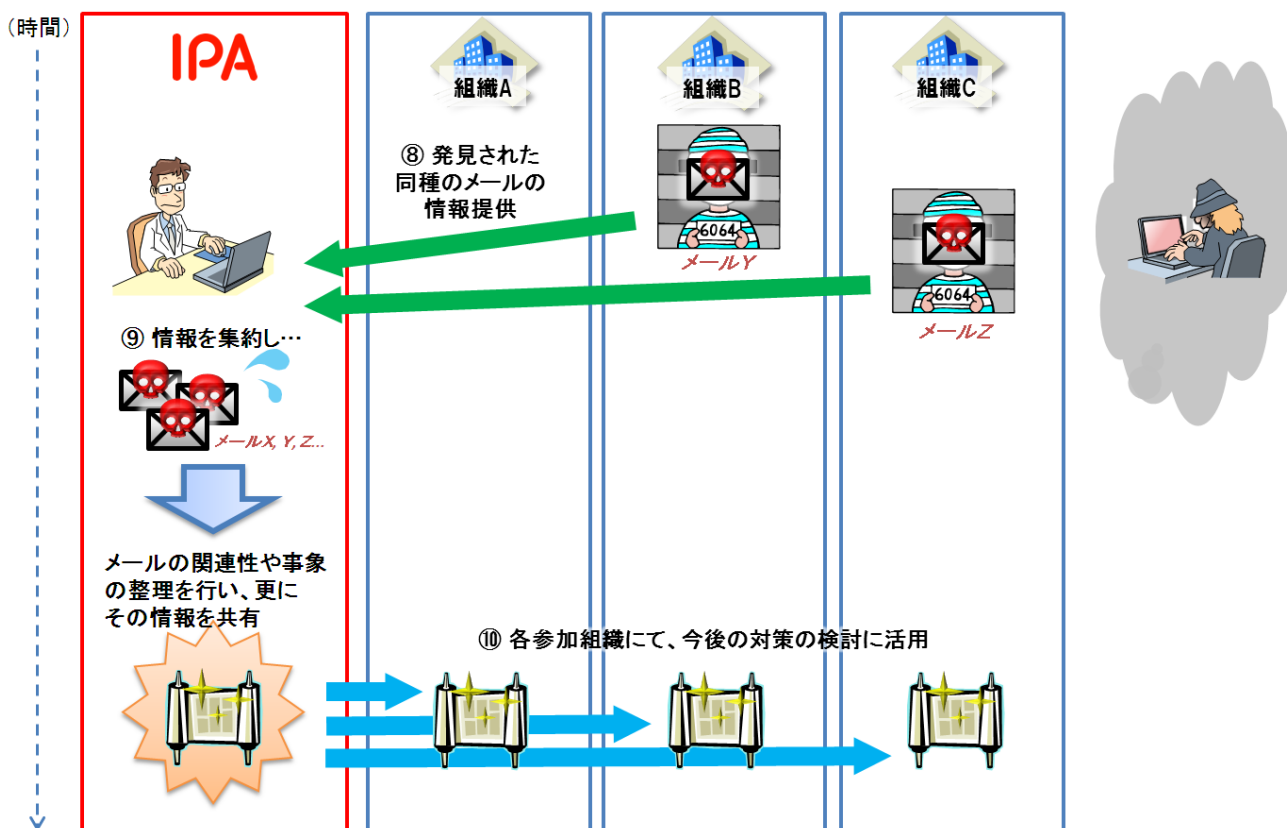 （時間）
IPA
組織A
組織B
組織C
⑧ 発見された
同種のメールの
情報提供
6064
メールY
6064
メールZ
⑨ 情報を集約し…
メールX, Y, Z...
メールの関連性や事象
の整理を行い、更に
その情報を共有
⑩ 各参加組織にて、今後の対策の検討に活用